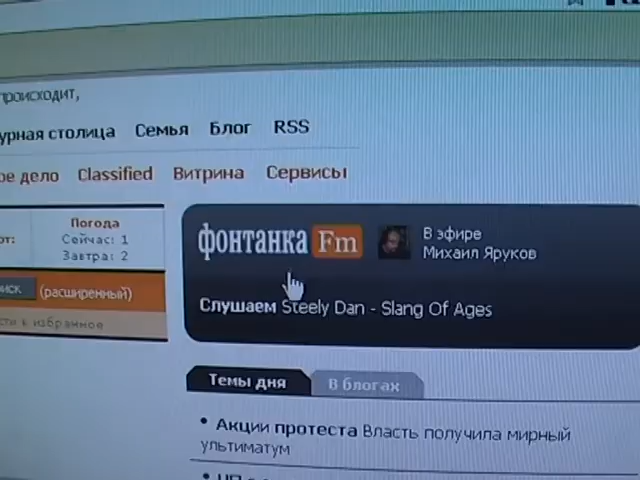 происходит,
урная столица Семья Блог RSS
ое дело Classified Витрина Сервисы
Погода
Сейчас: 1
Завтра: 2
(расширенный)
в избранное
фонтанка Fm
В эфире
Михаил Яруков
Слушаем Steely Dan - Slang Of Ages
Темы дня В блогах
• Акции протеста Власть получила мирный
ультиматум